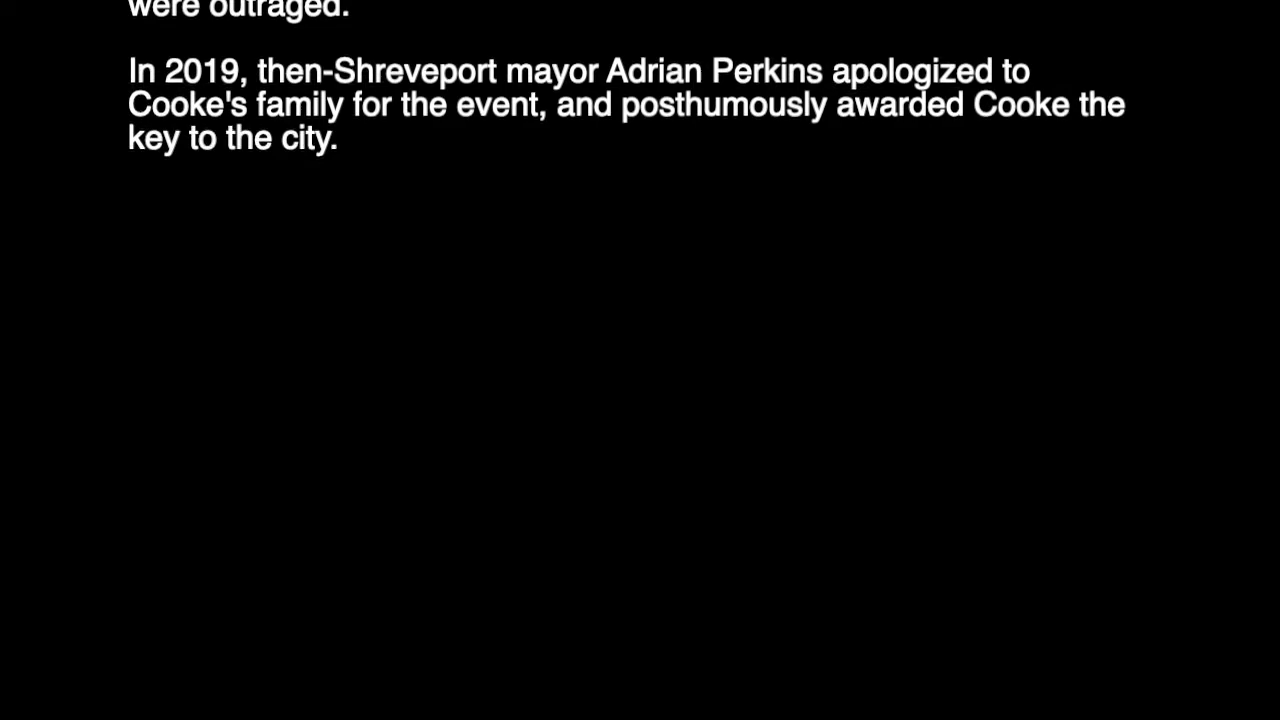 were outraged.
In 2019, then-Shreveport mayor Adrian Perkins apologized to
Cooke's family for the event, and posthumously awarded Cooke the
key to the city.